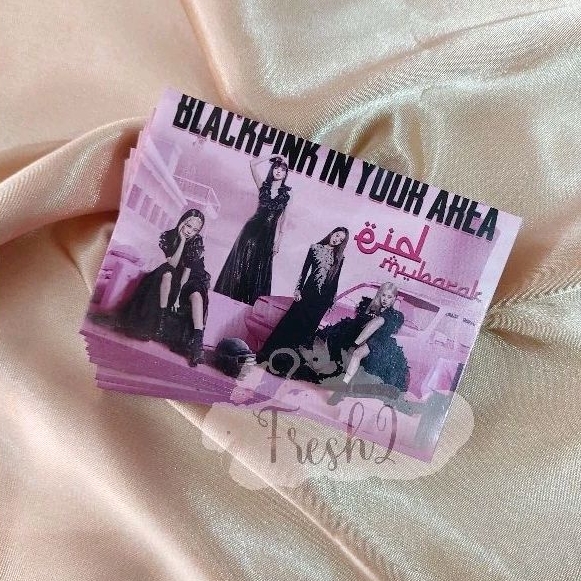 BLACKPINK IN YOUR AREA
eid
mubarak
Fresh2